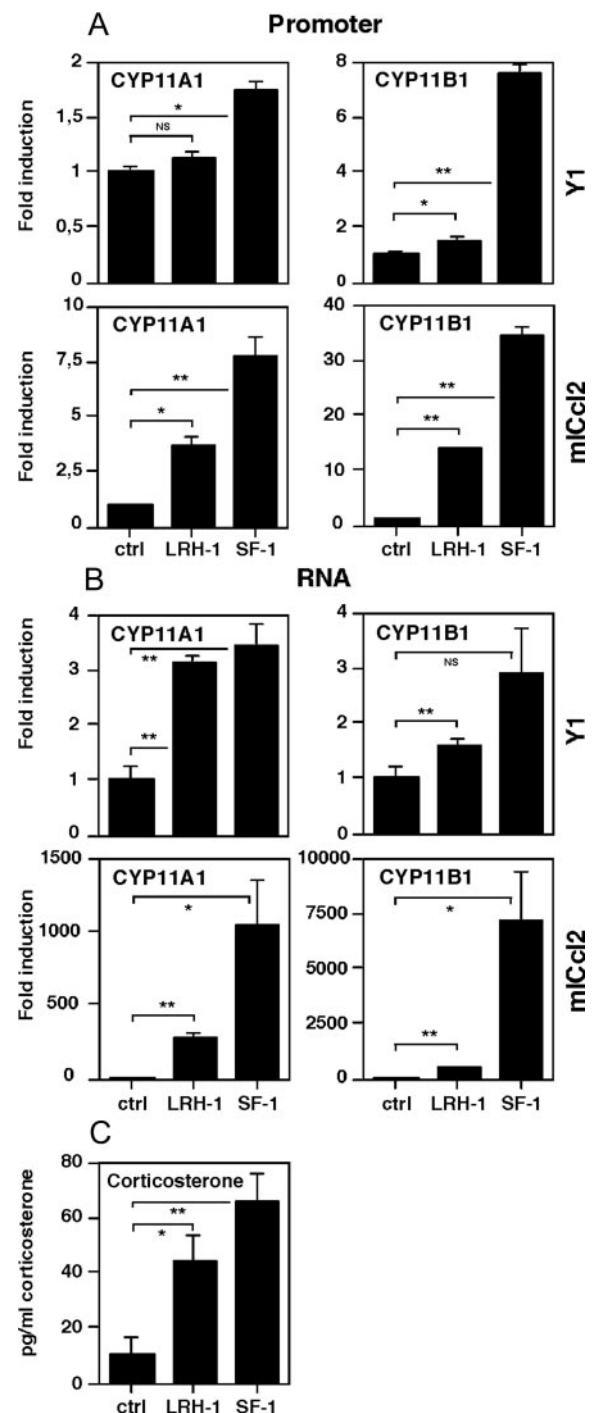 A
Promoter
CYP11A1
Fold induction
2
1,5
1
0,5
0
*
NS
CYP11B1
8
6
4
2
0
**
*
Y1
CYP11A1
Fold induction
10
7,5
5
2,5
0
**
*
ctrl LRH-1 SF-1
CYP11B1
40
30
20
10
0
**
**
ctrl LRH-1 SF-1
mICcl2
B
RNA
CYP11A1
Fold induction
4
3
2
1
0
**
**
CYP11B1
4
3
2
1
0
NS
**
Y1
CYP11A1
Fold induction
1500
1000
500
0
*
**
ctrl LRH-1 SF-1
CYP11B1
10000
7500
5000
2500
0
*
**
ctrl LRH-1 SF-1
mICcl2
C
Corticosterone
pg/ml corticosterone
80
60
40
20
0
**
*
ctrl LRH-1 SF-1